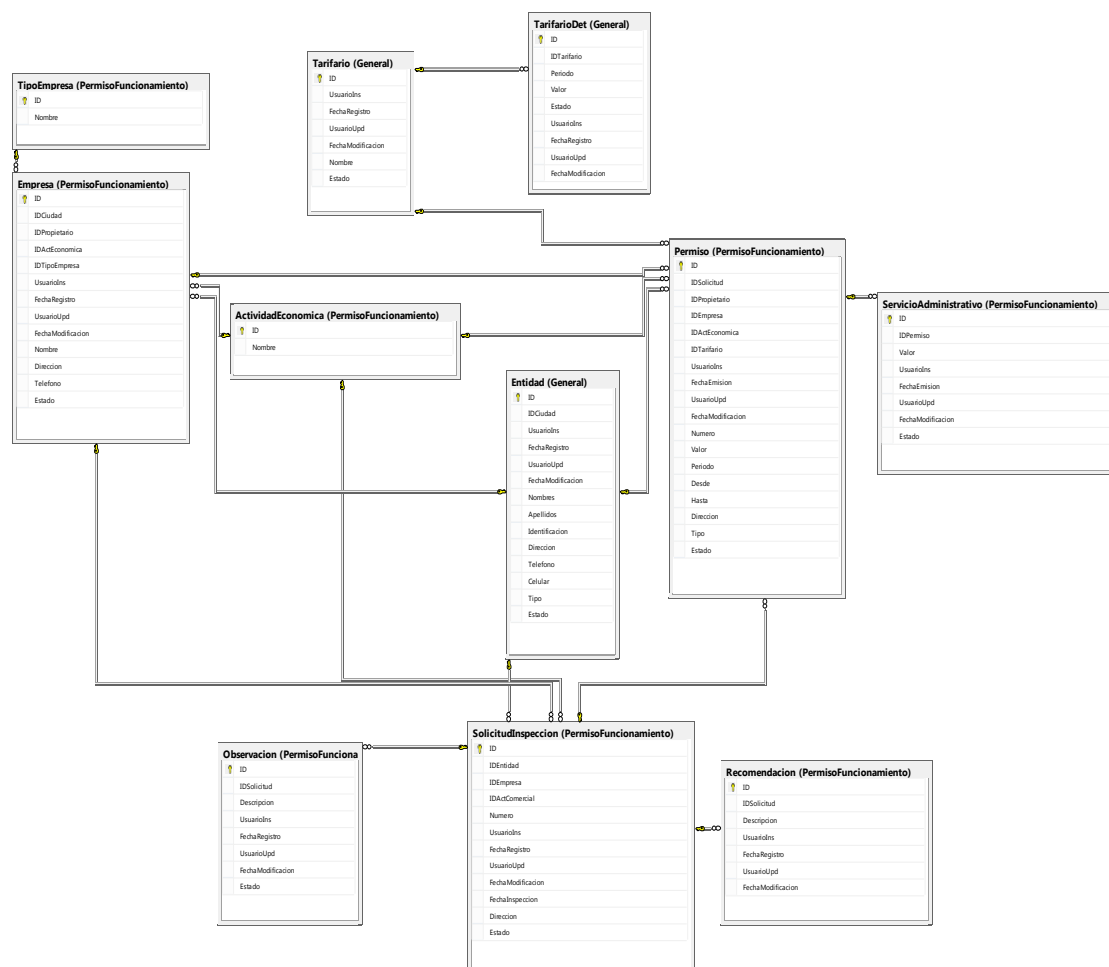 TarifarioDet (General)
ID
IDTarifario
Periodo
Valor
Estado
UsuarioIns
FechaRegistro
UsuarioUpd
FechaModificacion
Tarifario (General)
ID
UsuarioIns
FechaRegistro
UsuarioUpd
FechaModificacion
Nombre
Estado
TipoEmpresa (PermisoFuncionamiento)
ID
Nombre
Empresa (PermisoFuncionamiento)
ID
IDCiudad
IDPropietario
IDActEconomica
IDTipoEmpresa
UsuarioIns
FechaRegistro
UsuarioUpd
FechaModificacion
Nombre
Direccion
Telefono
Estado
ActividadEconomica (PermisoFuncionamiento)
ID
Nombre
Permiso (PermisoFuncionamiento)
ID
IDSolicitud
IDPropietario
IDEmpresa
IDActEconomica
IDTarifario
UsuarioIns
FechaEmision
UsuarioUpd
FechaModificacion
Numero
Valor
Periodo
Desde
Hasta
Direccion
Tipo
Estado
ServicioAdministrativo (PermisoFuncionamiento)
ID
IDPermiso
Valor
UsuarioIns
FechaEmision
UsuarioUpd
FechaModificacion
Estado
Entidad (General)
ID
IDCiudad
UsuarioIns
FechaRegistro
UsuarioUpd
FechaModificacion
Nombres
Apellidos
Identificacion
Direccion
Telefono
Celular
Tipo
Estado
Observacion (PermisoFunciona
ID
IDSolicitud
Descripcion
UsuarioIns
FechaRegistro
UsuarioUpd
FechaModificacion
Estado
SolicitudInspeccion (PermisoFuncionamiento)
ID
IDEntidad
IDEmpresa
IDActComercial
Numero
UsuarioIns
FechaRegistro
UsuarioUpd
FechaModificacion
FechaInspeccion
Direccion
Estado
Recomendacion (PermisoFuncionamiento)
ID
IDSolicitud
Descripcion
UsuarioIns
FechaRegistro
UsuarioUpd
FechaModificacion